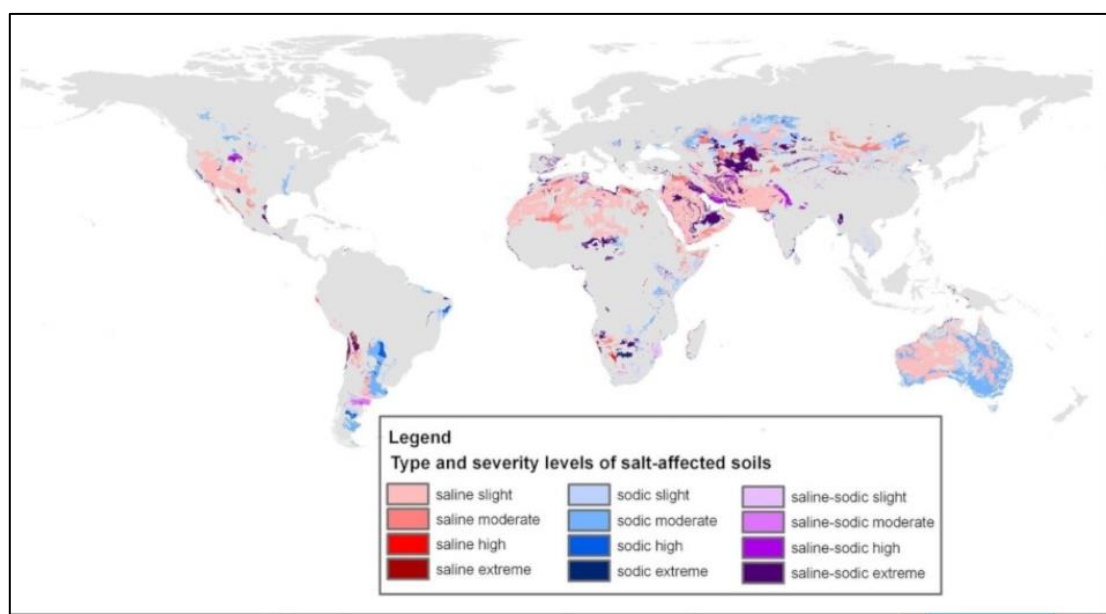 Legend
Type and severity levels of salt-affected soils
saline slight
saline moderate
saline high
saline extreme
sodic slight
sodic moderate
sodic high
sodic extreme
saline-sodic slight
saline-sodic moderate
saline-sodic high
saline-sodic extreme